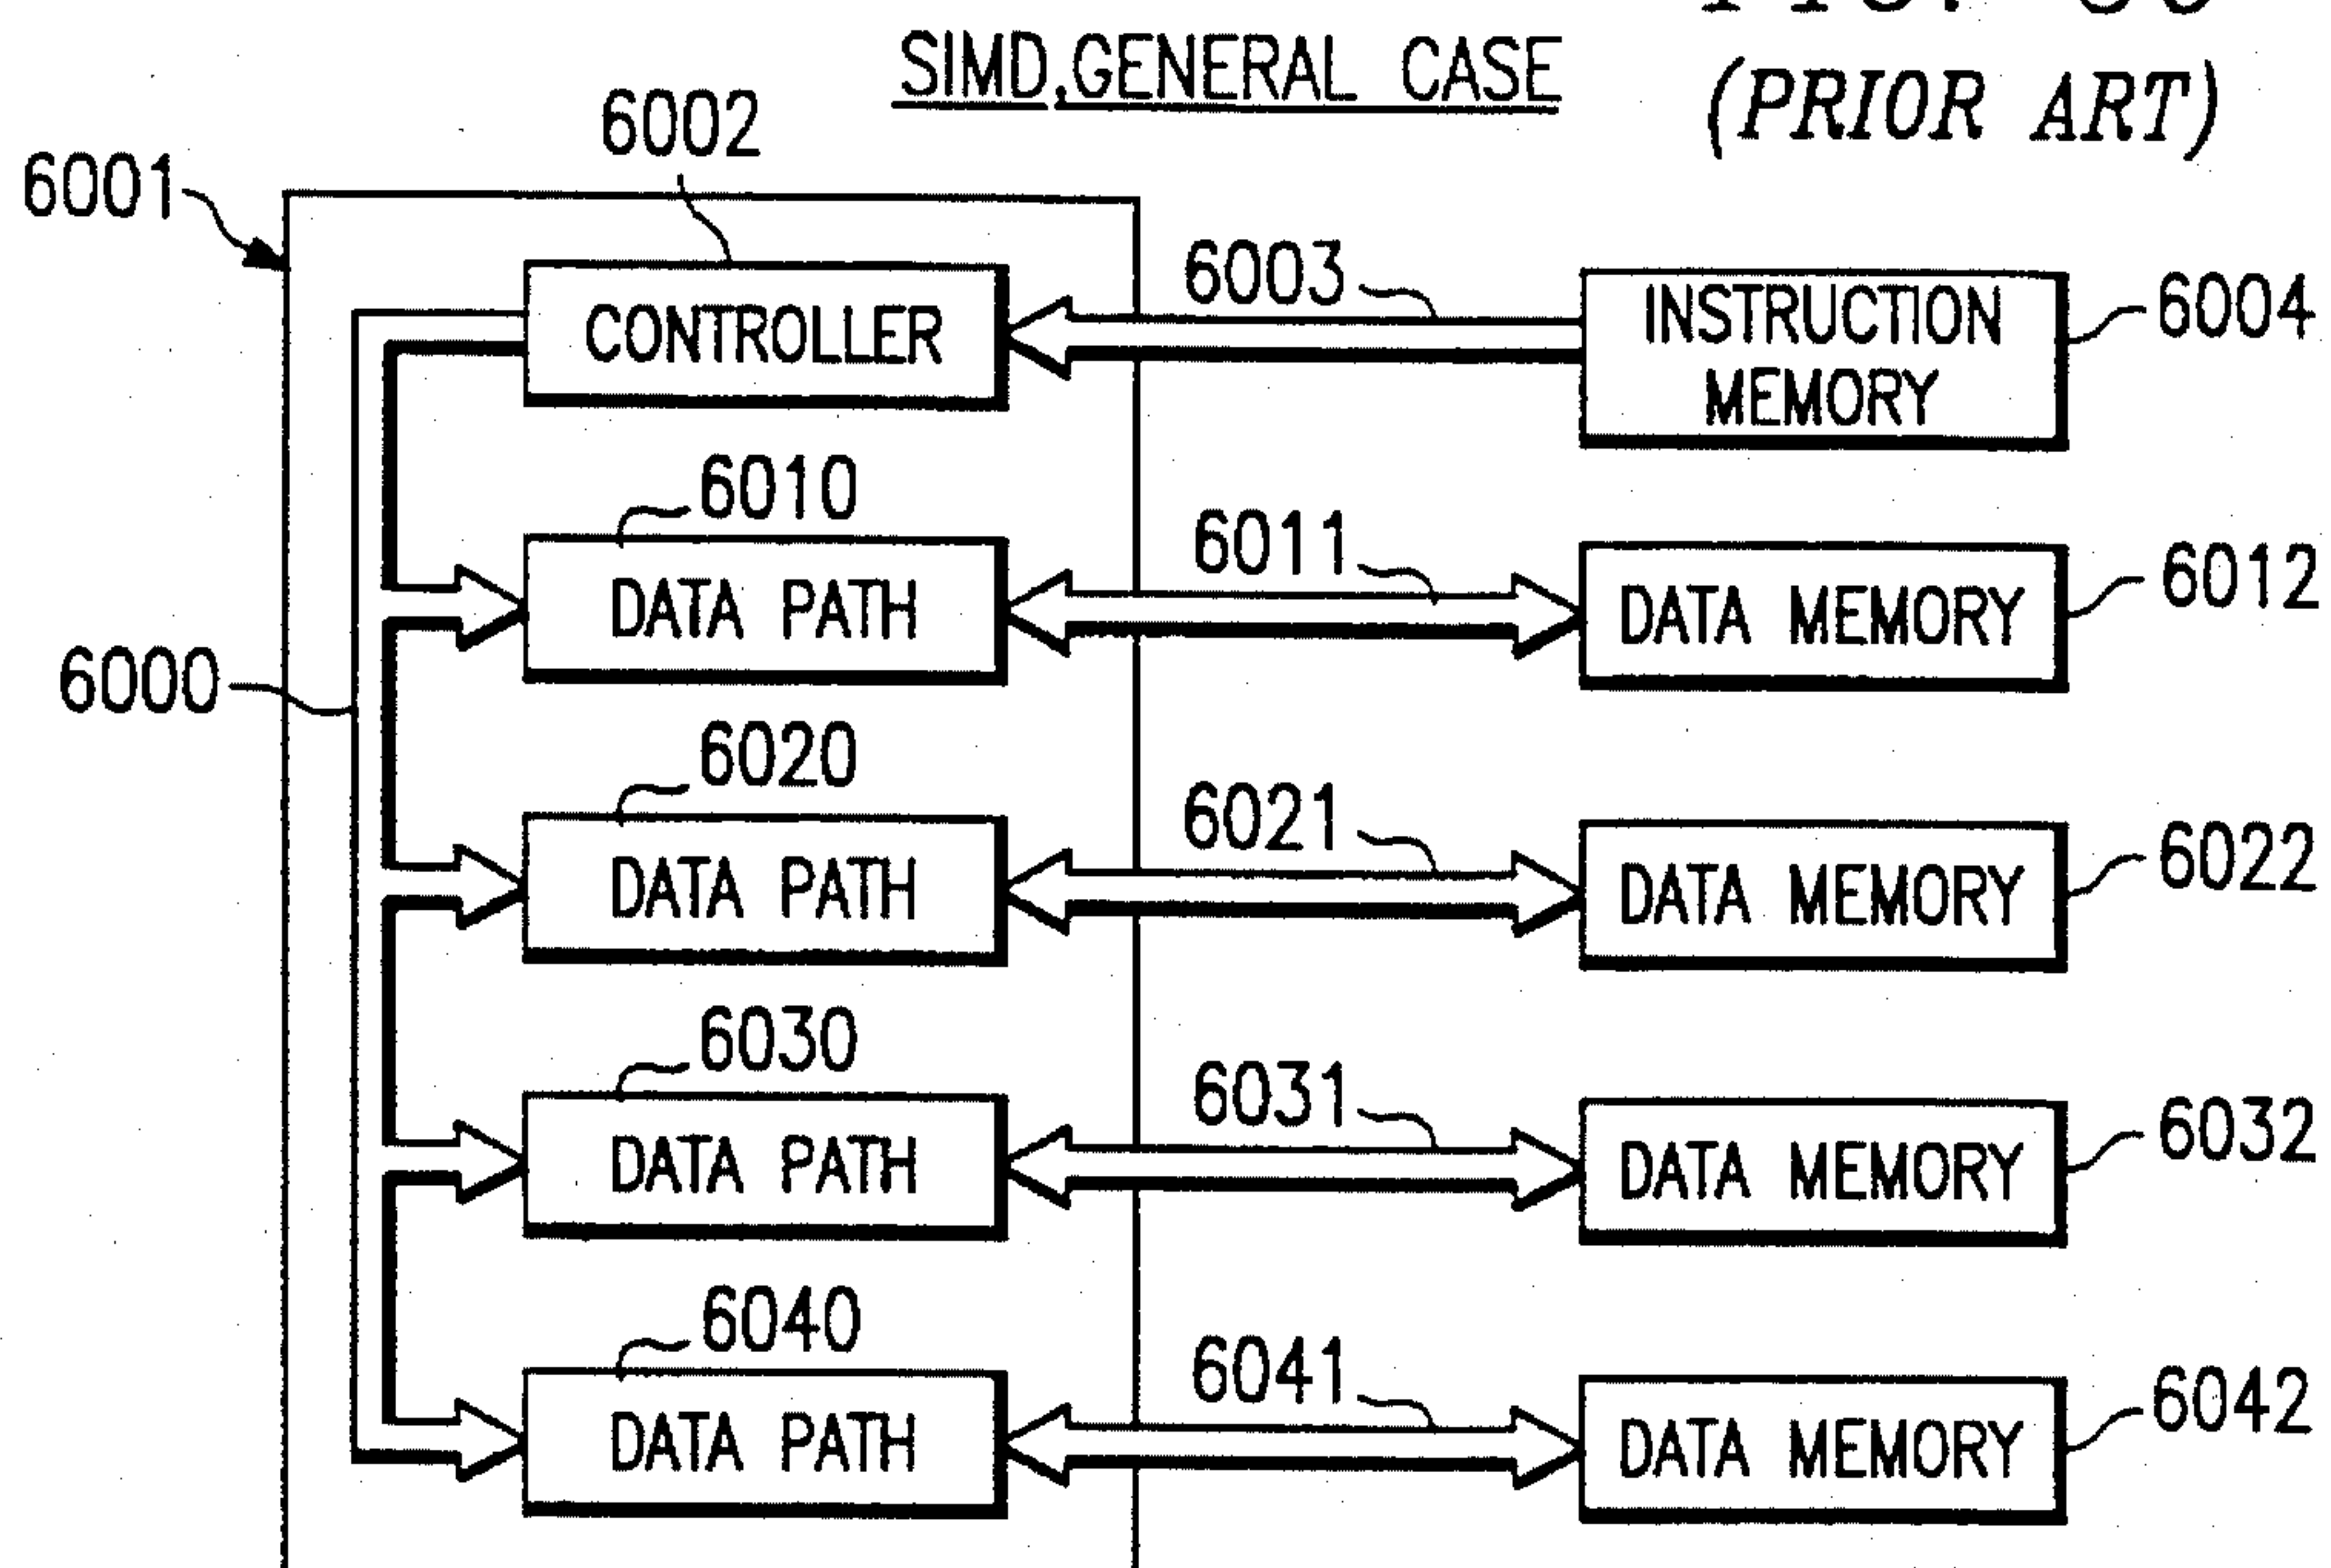 SIMD, GENERAL CASE
(PRIOR ART)
6002
6001
6003
CONTROLLER
INSTRUCTION
MEMORY
6004
6010
6011
DATA PATH
DATA MEMORY
6012
6000
6020
6021
DATA PATH
DATA MEMORY
6022
6030
6031
DATA PATH
DATA MEMORY
6032
6040
6041
DATA PATH
DATA MEMORY
6042